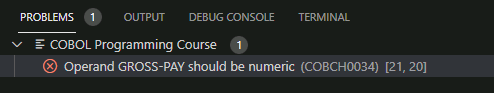 PROBLEMS 1 OUTPUT DEBUG CONSOLE TERMINAL
COBOL Programming Course 1
Operand GROSS-PAY should be numeric (COBCH0034) [21, 20]